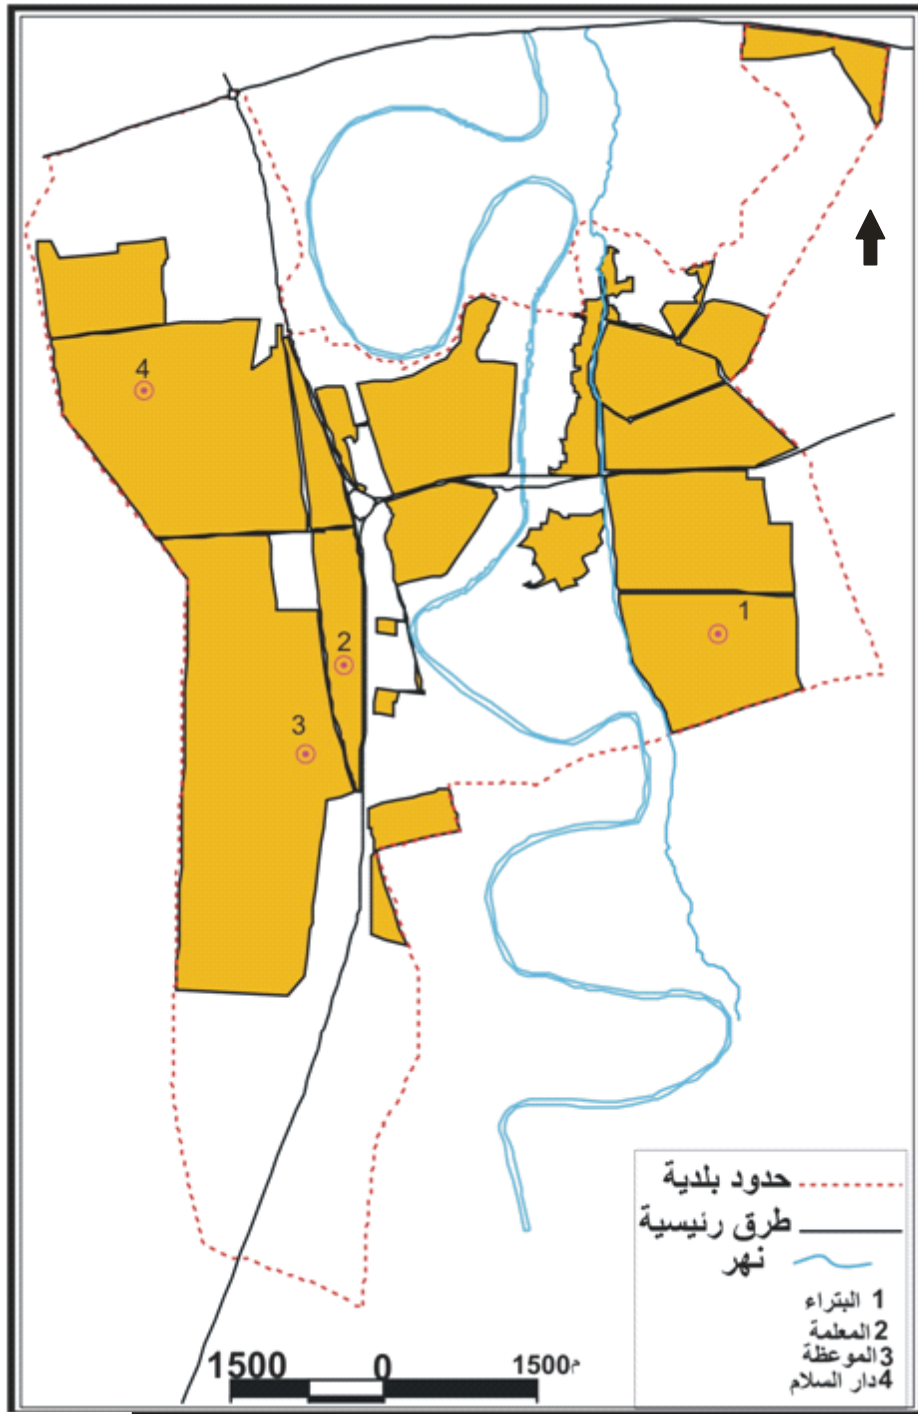 4
1
2
3
حدود بلدية
طرق رئيسية
نهر
1 البتراء
2 المعلمة
3 الموعظة
4 دار السلام
1500 0 1500م